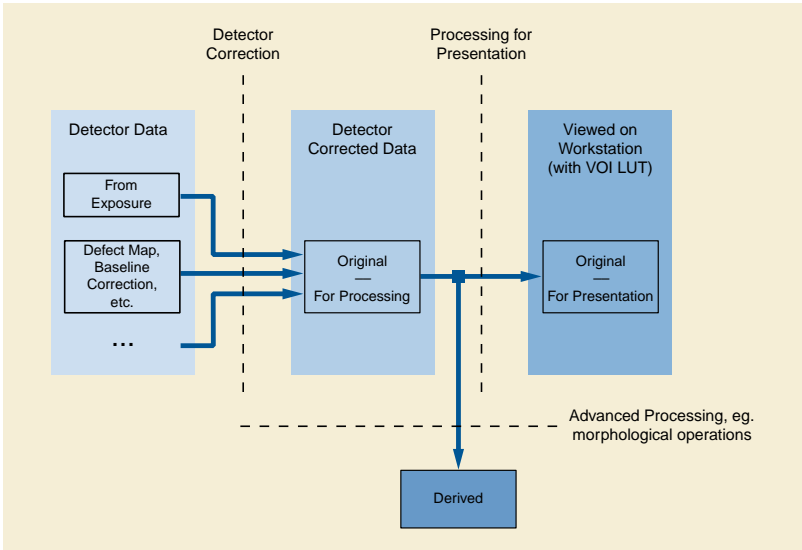 Detector
Correction
Processing for
Presentation
Detector Data
From
Exposure
Defect Map,
Baseline
Correction,
etc.
...
Detector
Corrected Data
Original
—
For Processing
Viewed on
Workstation
(with VOI LUT)
Original
—
For Presentation
Advanced Processing, eg.
morphological operations
Derived